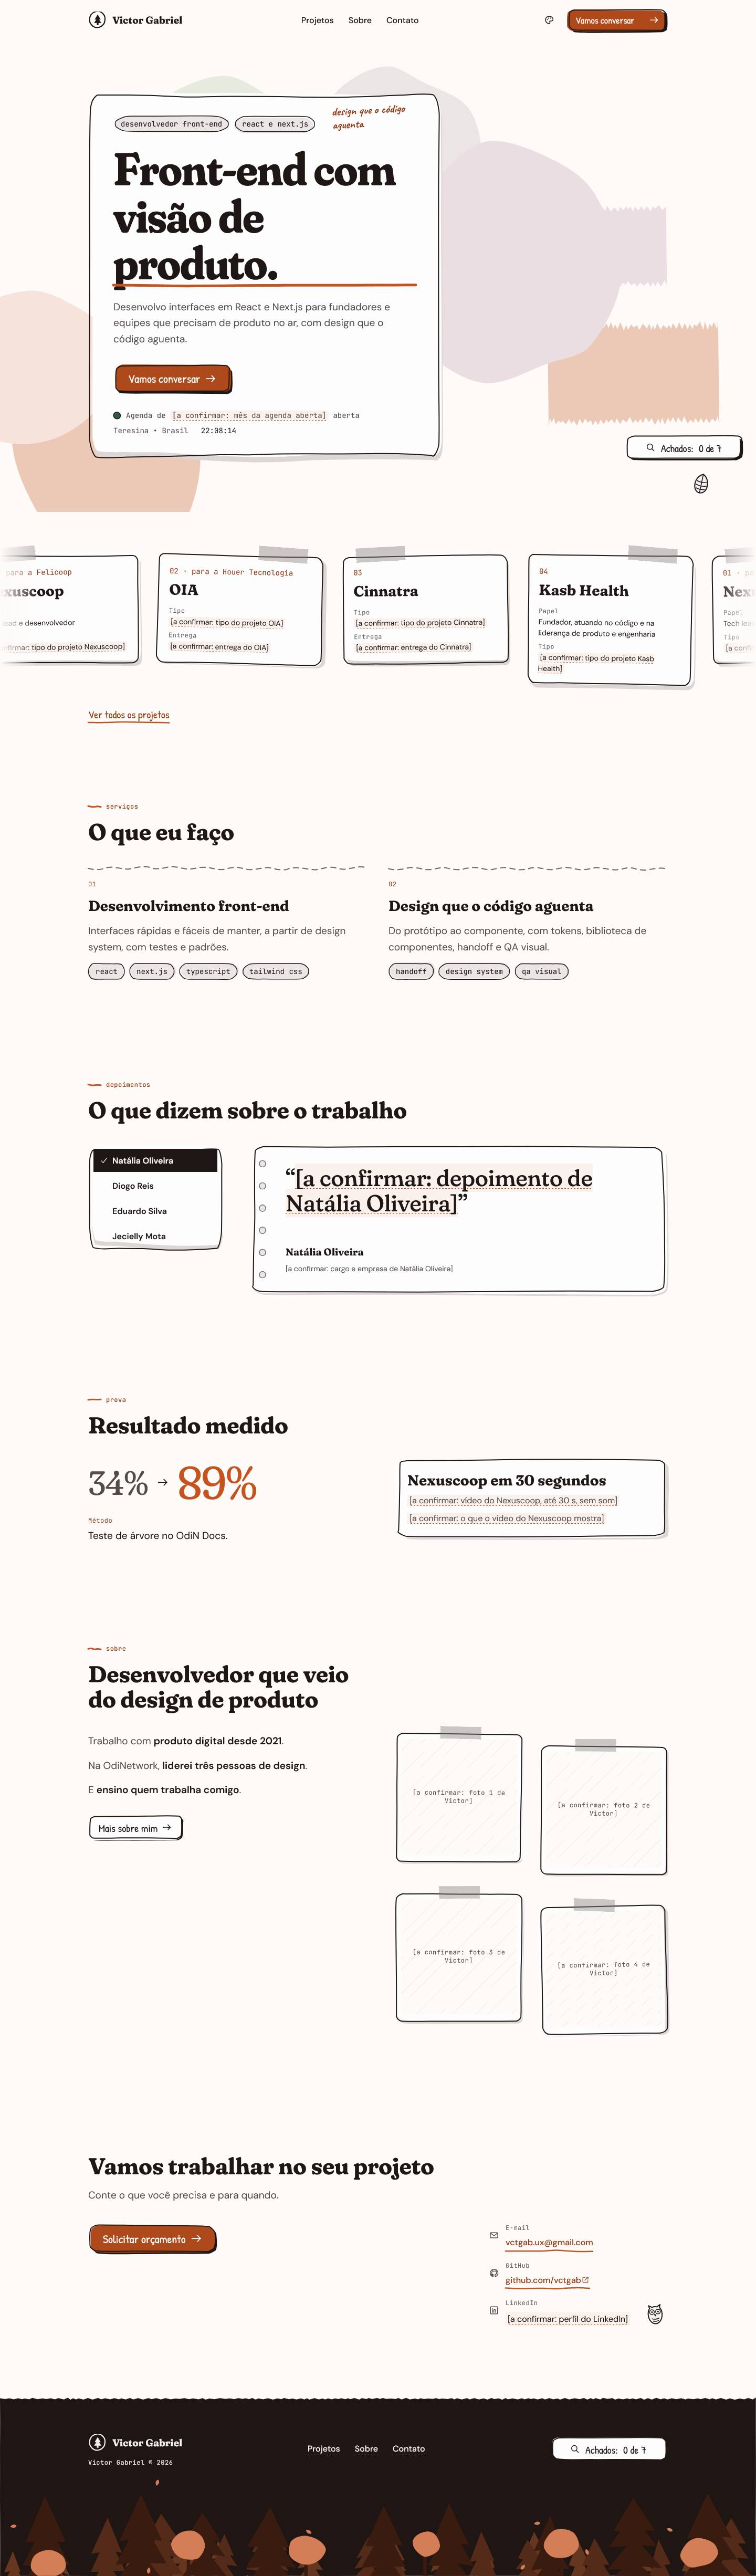 Victor Gabriel
Projetos Sobre Contato
Vamos conversar →
desenvolvedor front-end
react e next.js
design que o código
aguenta
Front-end com
visão de
produto.
Desenvolvo interfaces em React e Next.js para fundadores e
equipes que precisam de produto no ar, com design que o
código aguenta.
Vamos conversar →
Agenda de [a confirmar: mês da agenda aberta] aberta
Teresina • Brasil 22:08:14
Achados: 0 de 7
para a Felicoop
xuscoop
ead e desenvolvedor
nfirmar: tipo do projeto Nexuscoop]
02 - para a Houer Tecnologia
OIA
Tipo
[a confirmar: tipo do projeto OIA]
Entrega
[a confirmar: entrega do OIA]
03
Cinnatra
Tipo
[a confirmar: tipo do projeto Cinnatra]
Entrega
[a confirmar: entrega do Cinnatra]
04
Kasb Health
Papel
Fundador, atuando no código e na
liderança de produto e engenharia
Tipo
[a confirmar: tipo do projeto Kasb
Health]
01 - pa
Nex
Papel
Tech lea
Tipo
Ver todos os projetos
serviços
O que eu faço
01
Desenvolvimento front-end
Interfaces rápidas e fáceis de manter, a partir de design
system, com testes e padrões.
react
next.js
typescript
tailwind css
02
Design que o código aguenta
Do protótipo ao componente, com tokens, biblioteca de
componentes, handoff e QA visual.
handoff
design system
qa visual
depoimentos
O que dizem sobre o trabalho
Natália Oliveira
Diogo Reis
Eduardo Silva
Jecielly Mota
“[a confirmar: depoimento de
Natália Oliveira]”
Natália Oliveira
[a confirmar: cargo e empresa de Natália Oliveira]
prova
Resultado medido
34% → 89%
Método
Teste de árvore no OdiN Docs.
Nexuscoop em 30 segundos
[a confirmar: vídeo do Nexuscoop, até 30 s, sem som]
[a confirmar: o que o vídeo do Nexuscoop mostra]
sobre
Desenvolvedor que veio
do design de produto
Trabalho com produto digital desde 2021.
Na OdiNetwork, liderei três pessoas de design.
E ensino quem trabalha comigo.
Mais sobre mim →
[a confirmar: foto 1 de
Victor]
[a confirmar: foto 2 de
Victor]
[a confirmar: foto 3 de
Victor]
[a confirmar: foto 4 de
Victor]
Vamos trabalhar no seu projeto
Conte o que você precisa e para quando.
Solicitar orçamento →
E-mail
vctgab.ux@gmail.com
GitHub
github.com/vctgab
LinkedIn
[a confirmar: perfil do LinkedIn]
Victor Gabriel
Victor Gabriel © 2026
Projetos Sobre Contato
Achados: 0 de 7